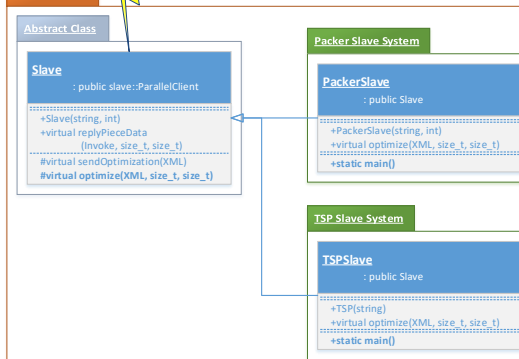 Abstract Class
Slave
: public slave::ParallelClient
+Slave(string, int)
+virtual replyPieceData
(Invoke, size_t, size_t)
#virtual sendOptimization(XML)
#virtual optimize(XML, size_t, size_t)
Packer Slave System
PackerSlave
: public Slave
+PackerSlave(string, int)
+virtual optimize(XML, size_t, size_t)
+static main()
TSP Slave System
TSPSlave
: public Slave
+TSP(string)
+virtual optimize(XML, size_t, size_t)
+static main()